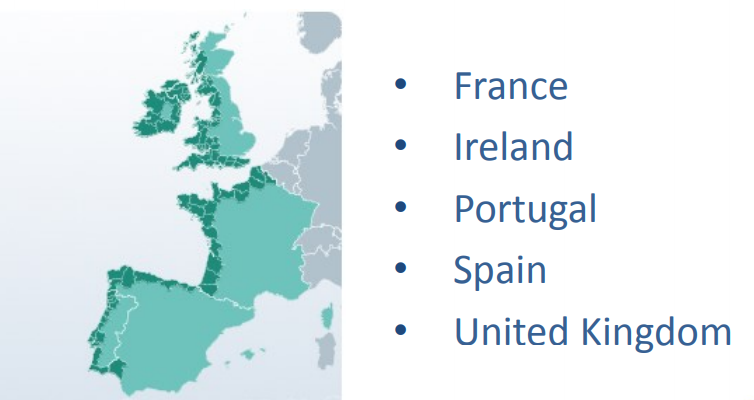 • France
• Ireland
• Portugal
• Spain
• United Kingdom